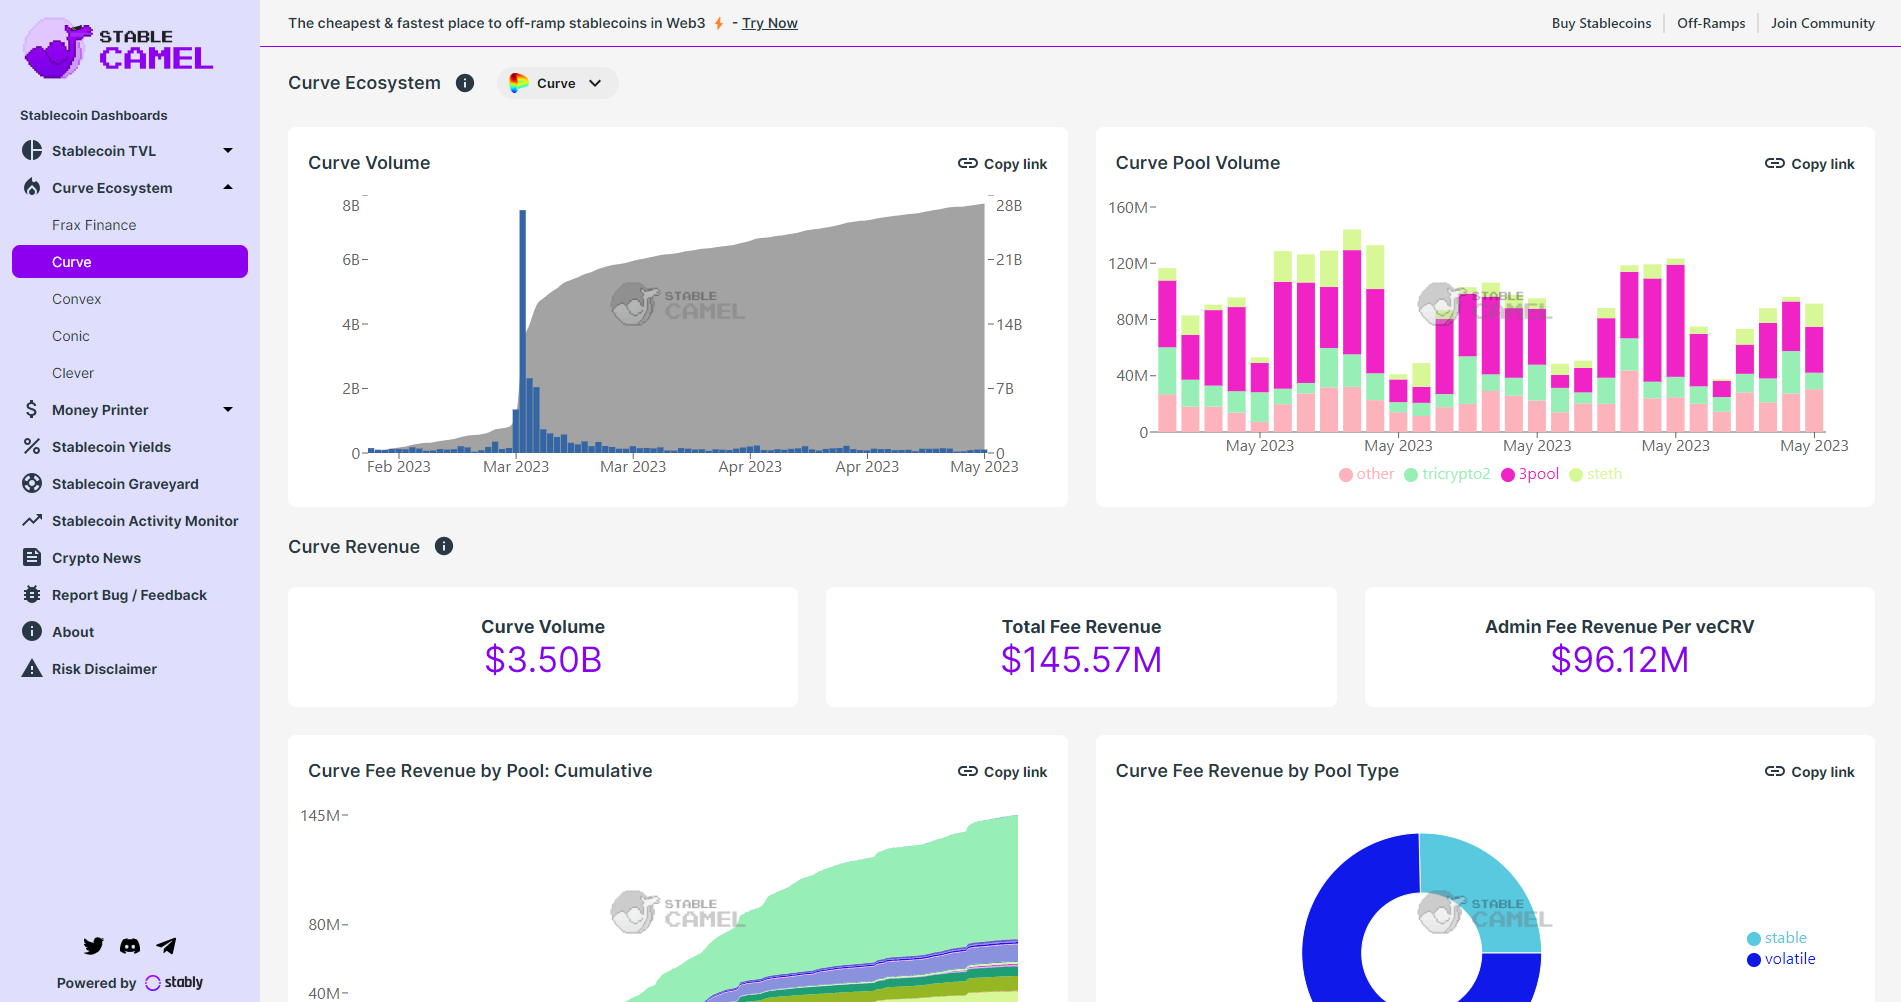 STABLE
CAMEL
Stablecoin Dashboards
Stablecoin TVL
Curve Ecosystem
Frax Finance
Curve
Convex
Conic
Clever
Money Printer
Stablecoin Yields
Stablecoin Graveyard
Stablecoin Activity Monitor
Crypto News
Report Bug / Feedback
About
Risk Disclaimer
Powered by stably
The cheapest & fastest place to off-ramp stablecoins in Web3 ⚡ - Try Now
Buy Stablecoins
Off-Ramps
Join Community
Curve Ecosystem
Curve
Curve Volume
Copy link
8B
6B
4B
2B
0
28B
21B
14B
7B
0
STABLE
CAMEL
Feb 2023
Mar 2023
Mar 2023
Apr 2023
Apr 2023
May 2023
Curve Pool Volume
Copy link
160M
120M
80M
40M
0
STABLE
CAMEL
May 2023
May 2023
May 2023
May 2023
May 2023
other
tricrypto2
3pool
steth
Curve Revenue
Curve Volume
$3.50B
Total Fee Revenue
$145.57M
Admin Fee Revenue Per veCRV
$96.12M
Curve Fee Revenue by Pool: Cumulative
Copy link
145M
80M
40M
STABLE
CAMEL
Curve Fee Revenue by Pool Type
Copy link
STABLE
CAMEL
stable
volatile